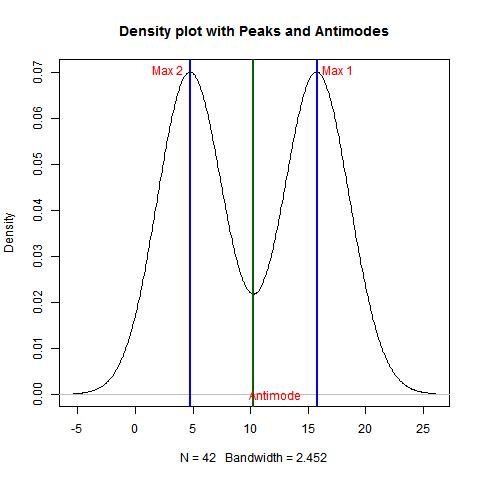 Density plot with Peaks and Antimodes
Max 2
Max 1
Density
0.07
0.06
0.05
0.04
0.03
0.02
0.01
0.00
Antimode
-5 0 5 10 15 20 25
N = 42 Bandwidth = 2.452